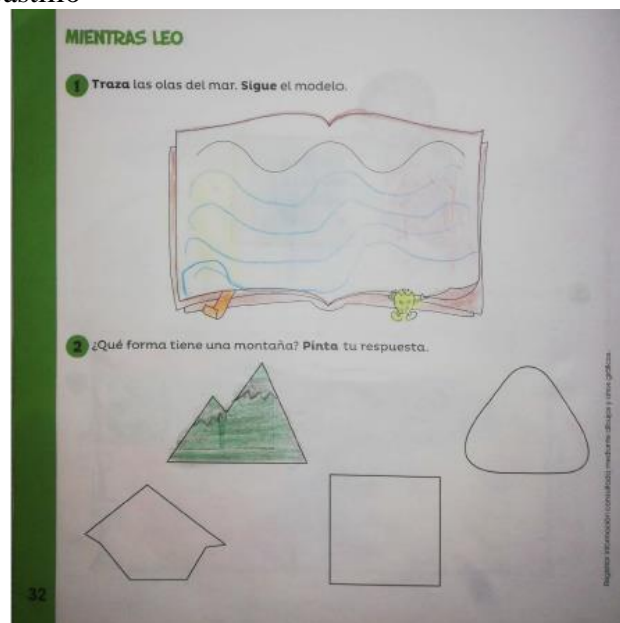 MIENTRAS LEO
1 Traza las olas del mar. Sigue el modelo.
2 ¿Qué forma tiene una montaña? Pinta tu respuesta.
32